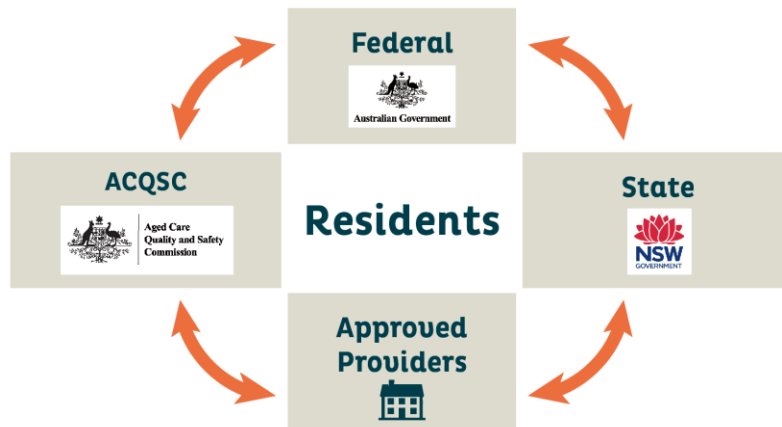 Federal
Australian Government
ACQSC
Aged Care
Quality and Safety
Commission
Residents
State
NSW
GOVERNMENT
Approved
Providers